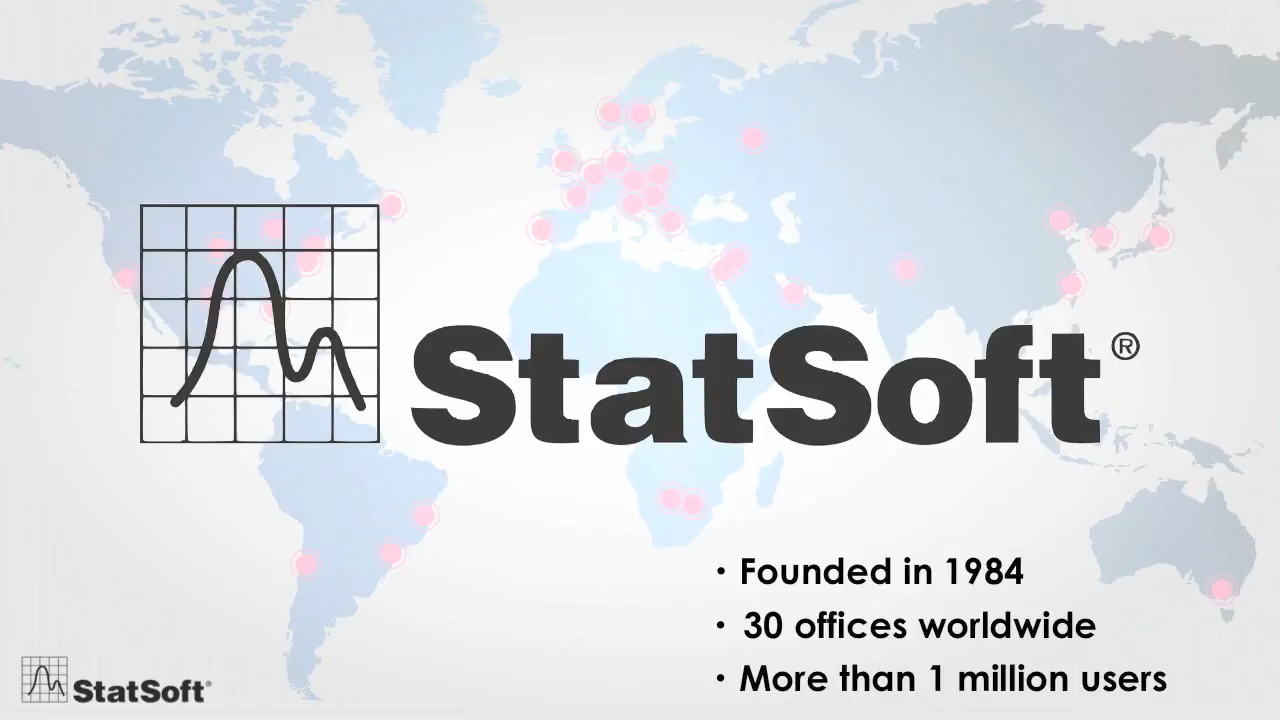 StatSoft®
· Founded in 1984
· 30 offices worldwide
· More than 1 million users
StatSoft®